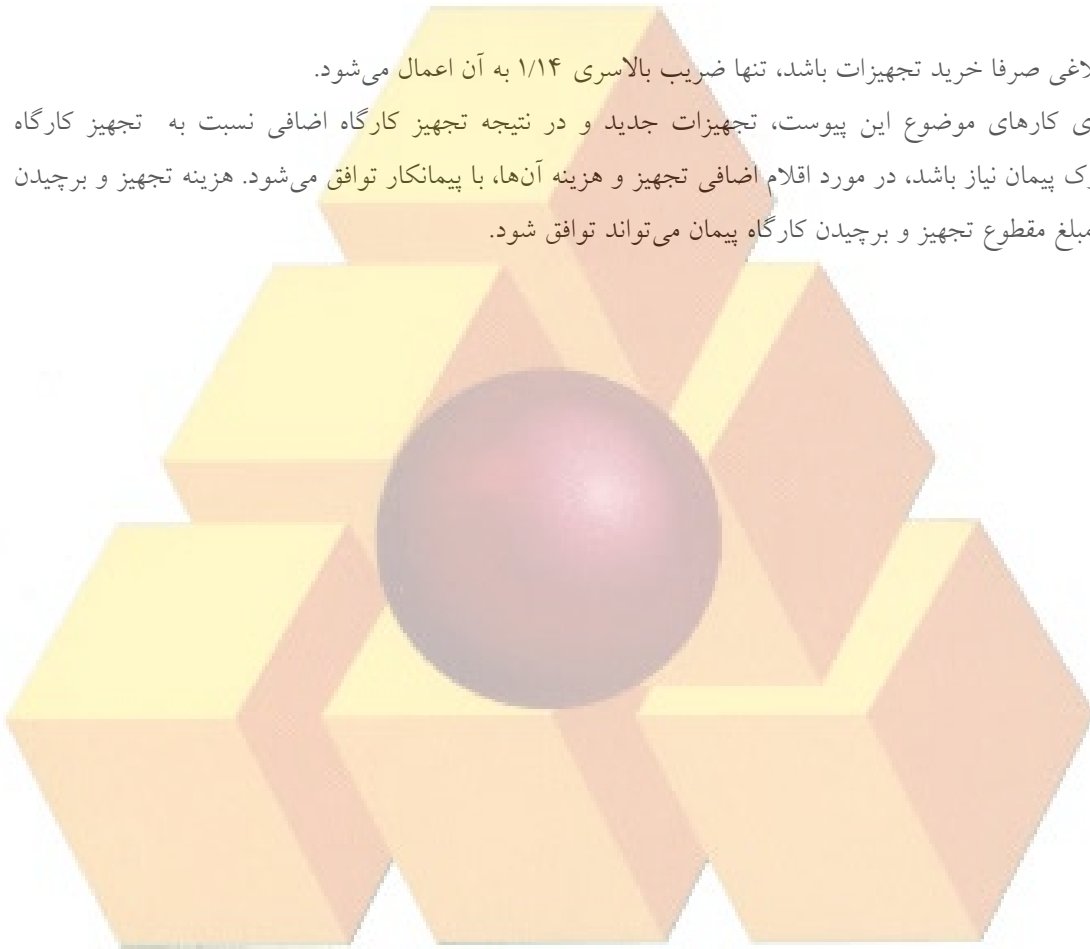 صرفا خرید تجهیزات باشد، تنها ضریب بالاسری ۱/۱۴ به آن اعمال می‌شود.
کارهای موضوع این پیوست، تجهیزات جدید و در نتیجه تجهیز کارگاه اضافی نسبت به تجهیز کارگاه
پیمان نیاز باشد، در مورد اقلام اضافی تجهیز و هزینه آن‌ها، با پیمانکار توافق می‌شود. هزینه تجهیز و برچیدن
مقطوع تجهیز و برچیدن کارگاه پیمان می‌تواند توافق شود.